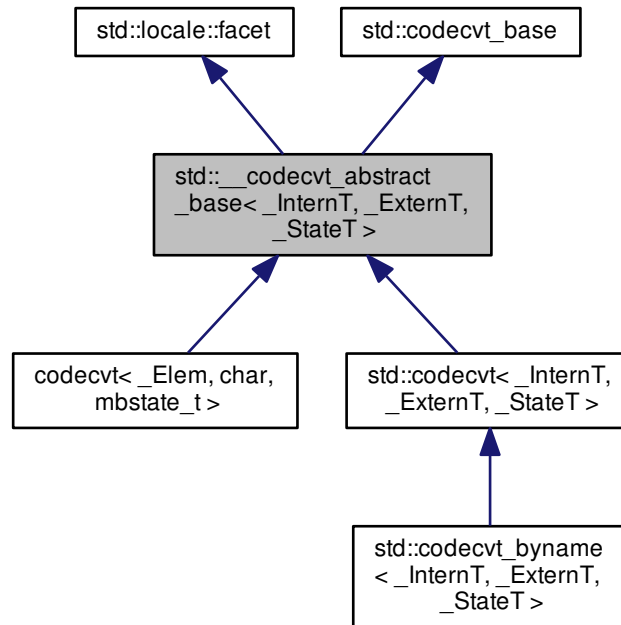 std::locale::facet
std::codecvt_base
std::__codecvt_abstract
_base< _InternT, _ExternT,
_StateT >
codecvt< _Elem, char,
mbstate_t >
std::codecvt< _InternT,
_ExternT, _StateT >
std::codecvt_byname
< _InternT, _ExternT,
_StateT >